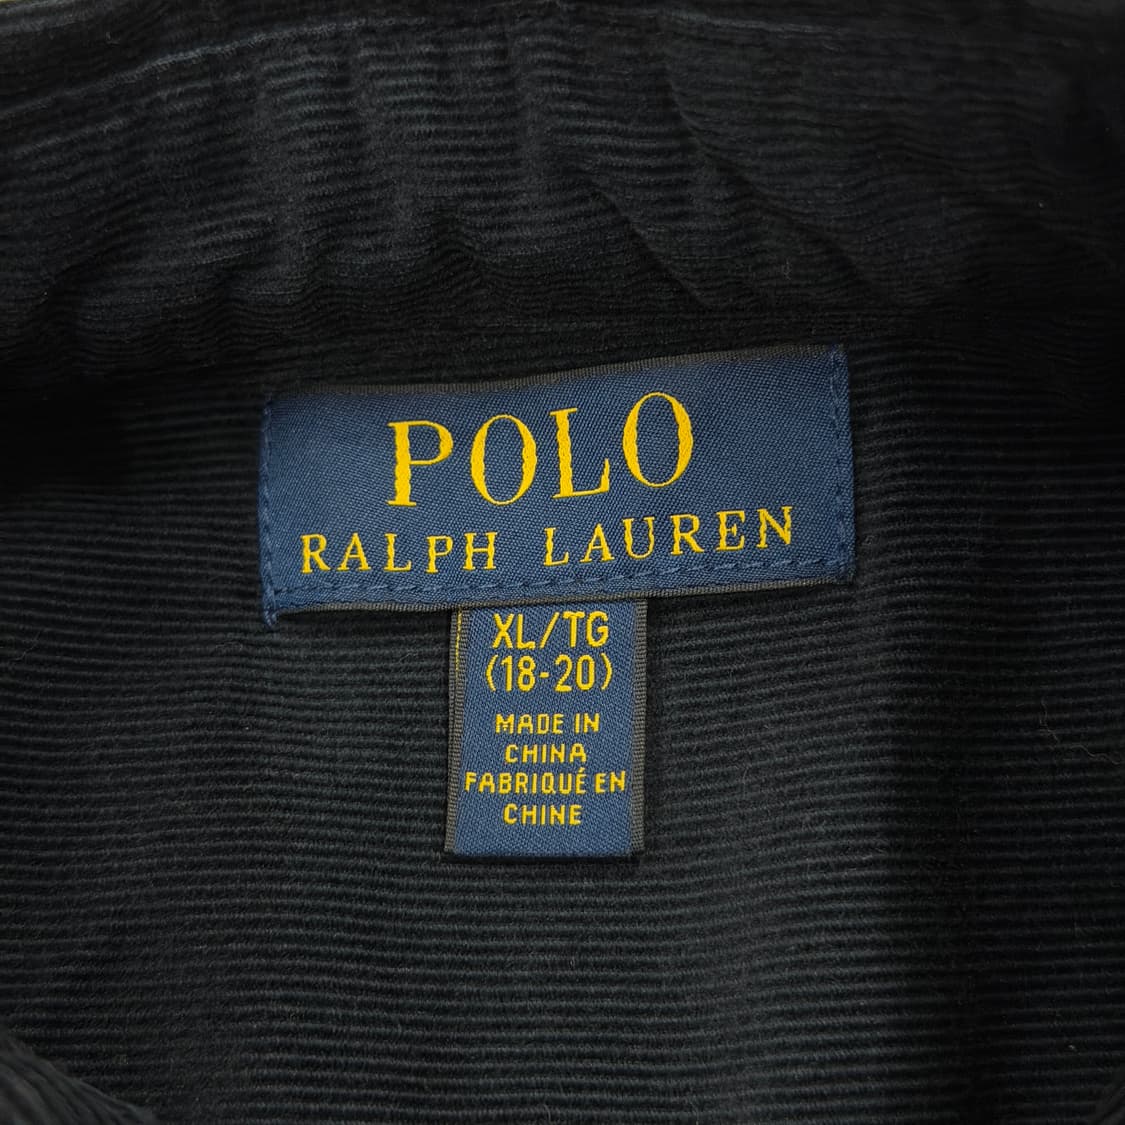 POLO
RALPH LAUREN
XL/TG
(18-20)
MADE IN
CHINA
FABRIQUÉ EN
CHINE